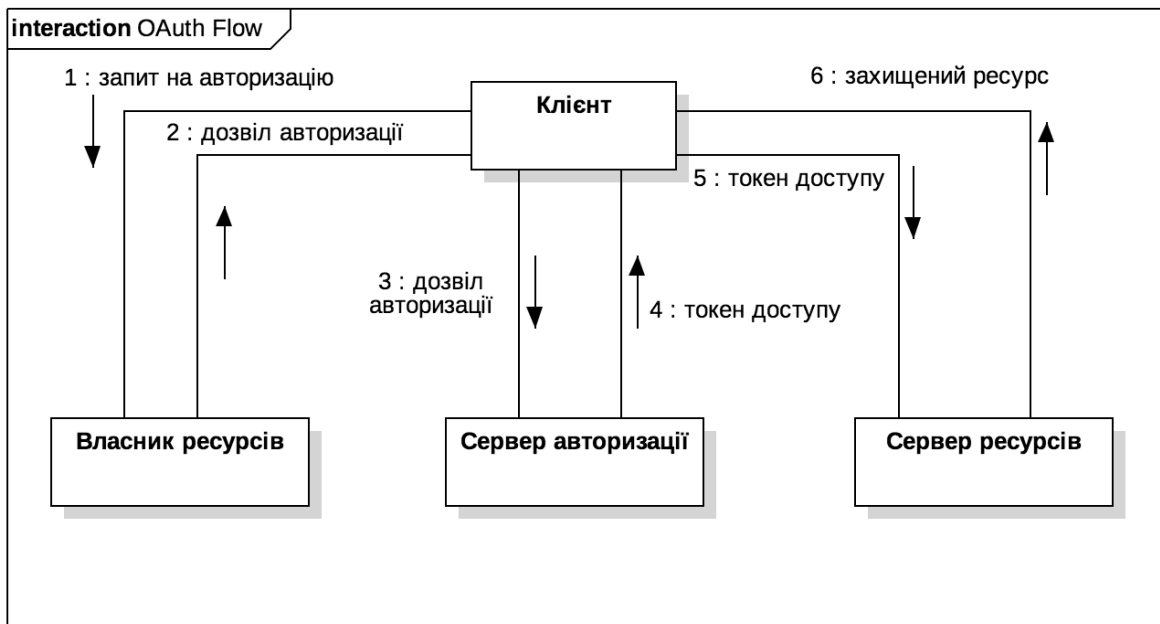 interaction OAuth Flow
1 : запит на авторизацію
6 : захищений ресурс
Клієнт
2 : дозвіл авторизації
5 : токен доступу
3 : дозвіл
авторизації
4 : токен доступу
Власник ресурсів
Сервер авторизації
Сервер ресурсів